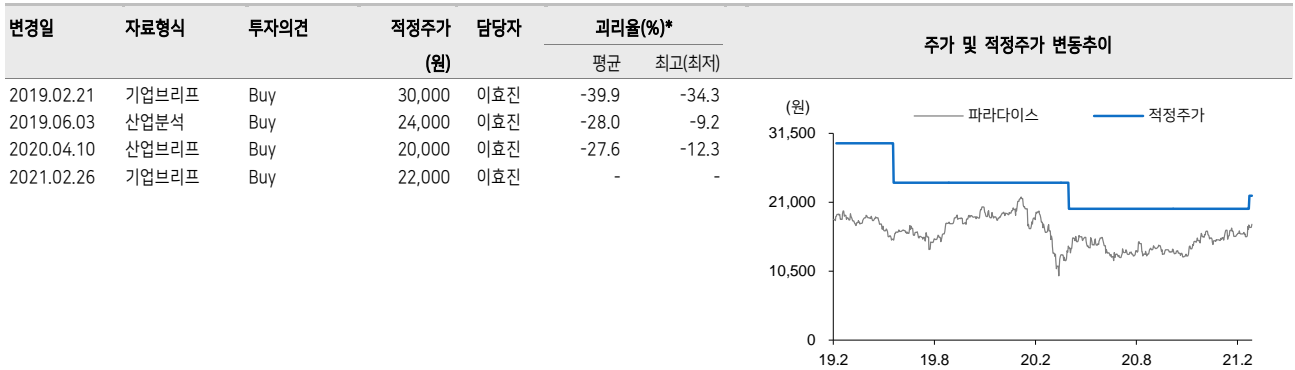 변경일 자료형식 투자의견 적정주가 담당자 괴리율(%)*
(원) 평균 최고(최저)
2019.02.21 기업브리프 Buy 30,000 이효진 -39.9 -34.3
2019.06.03 산업분석 Buy 24,000 이효진 -28.0 -9.2
2020.04.10 산업브리프 Buy 20,000 이효진 -27.6 -12.3
2021.02.26 기업브리프 Buy 22,000 이효진 - -
주가 및 적정주가 변동추이
(원)
파라다이스 적정주가
31,500
21,000
10,500
0
19.2 19.8 20.2 20.8 21.2